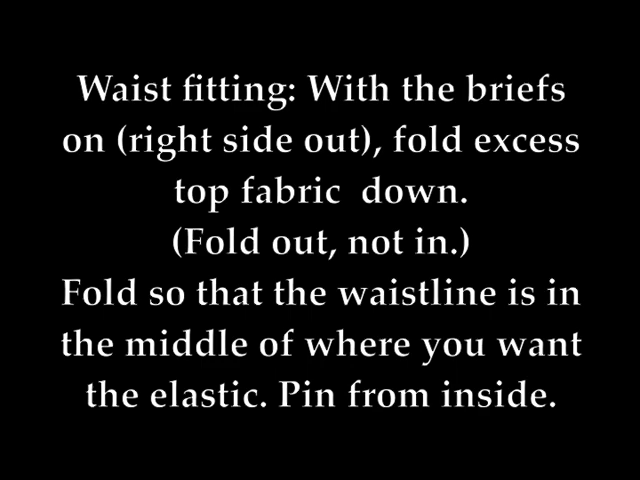 Waist fitting: With the briefs
on (right side out), fold excess
top fabric  down.
(Fold out, not in.)
Fold so that the waistline is in
the middle of where you want
the elastic. Pin from inside.